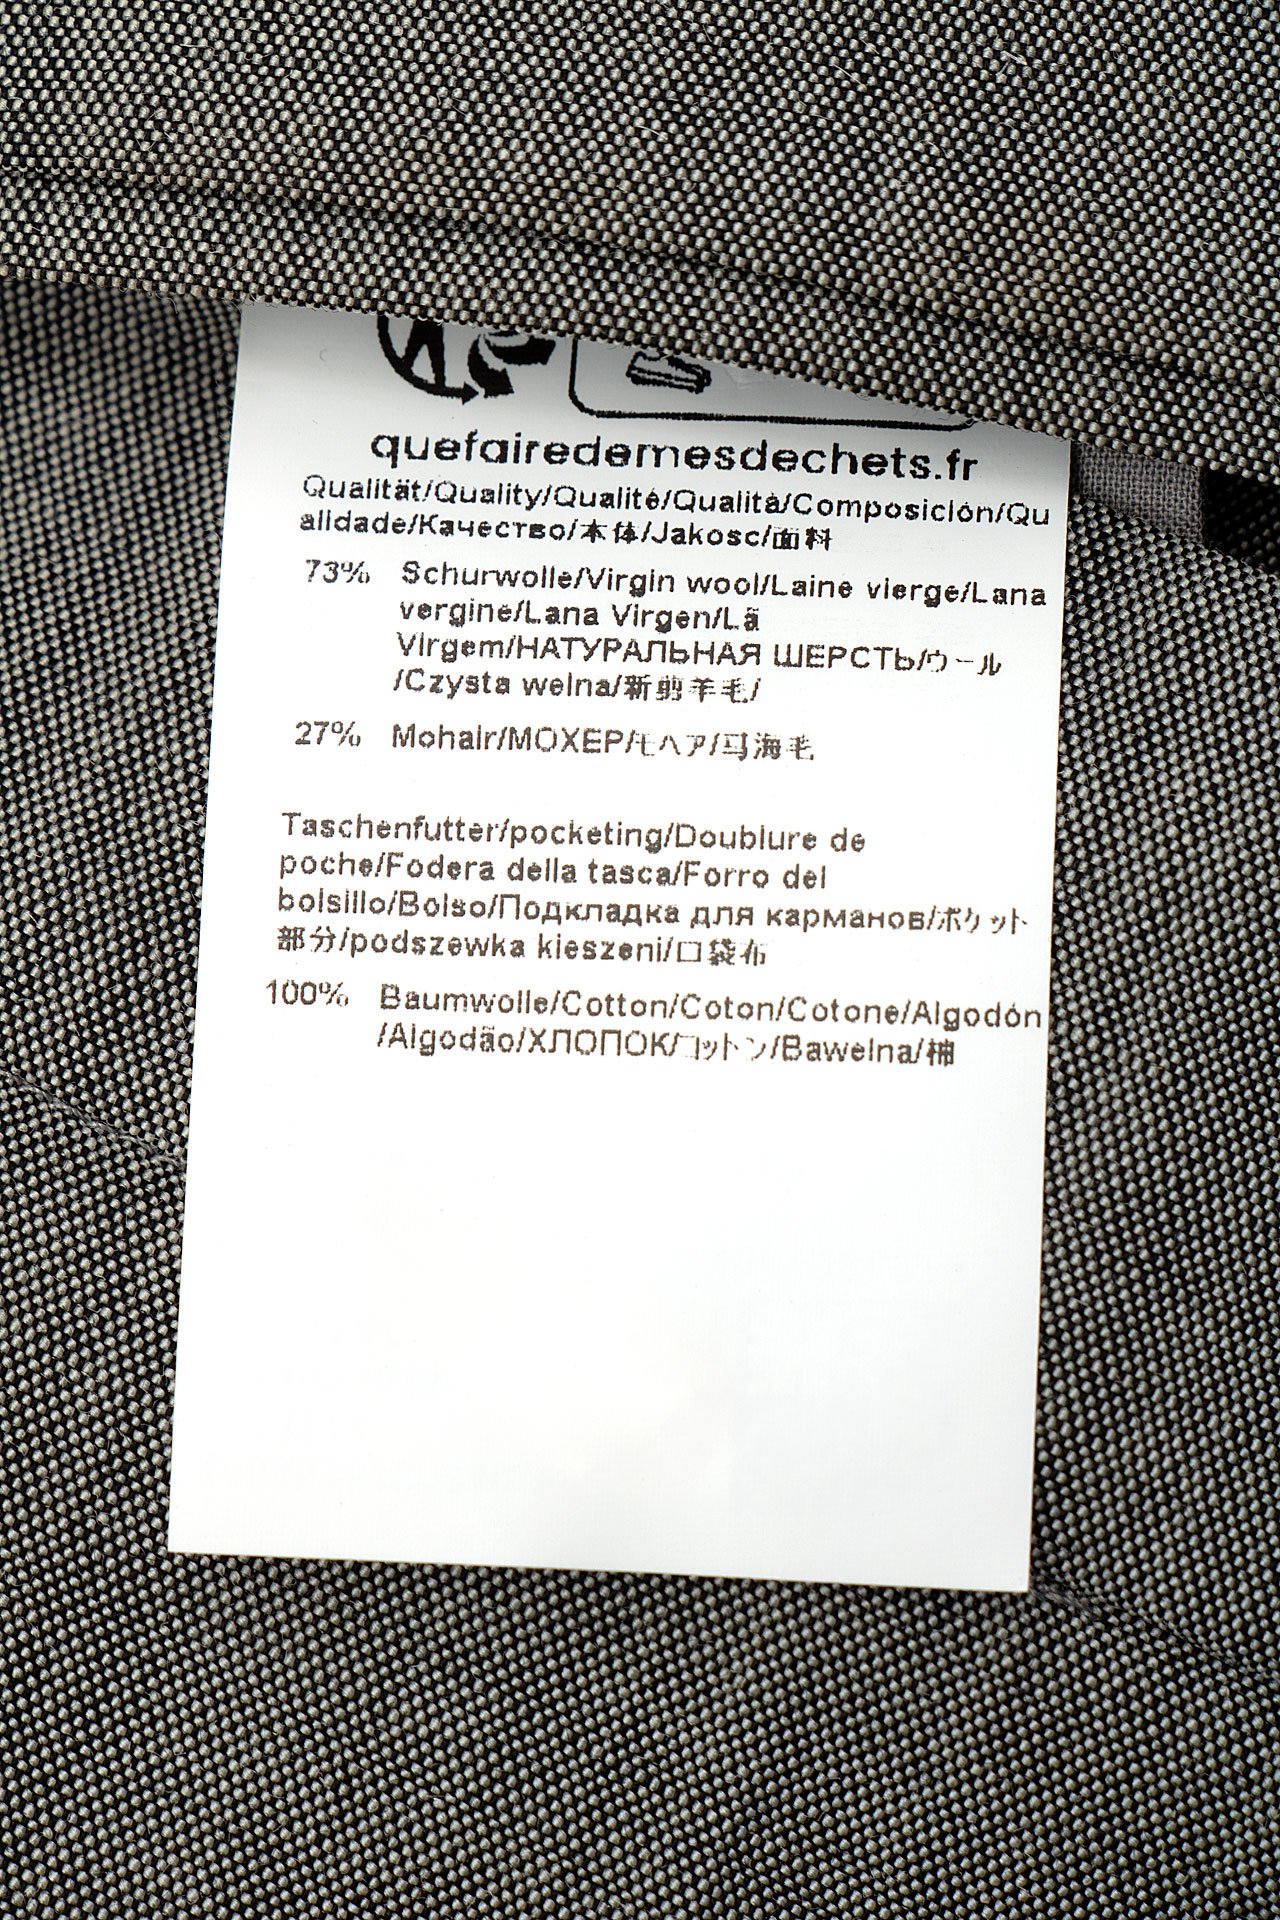 quefairedemesdechets.fr
Qualität/Quality/Qualité/Qualità/Composición/Qu
alidade/Качество/本体/Jakosc/面料
73% Schurwolle/Virgin wool/Laine vierge/Lana
vergine/Lana Virgen/Lã
Virgem/НАТУРАЛЬНАЯ ШЕРСТЬ/ウール
/Czysta welna/新剪羊毛/
27% Mohair/МОХЕР/モヘア/马海毛
Taschenfutter/pocketing/Doublure de
poche/Fodera della tasca/Forro del
bolsillo/Bolso/Подкладка для карманов/ポケット
部分/podszewka kieszeni/口袋布
100% Baumwolle/Cotton/Coton/Cotone/Algodón
/Algodão/ХЛОПОК/コットン/Bawelna/棉